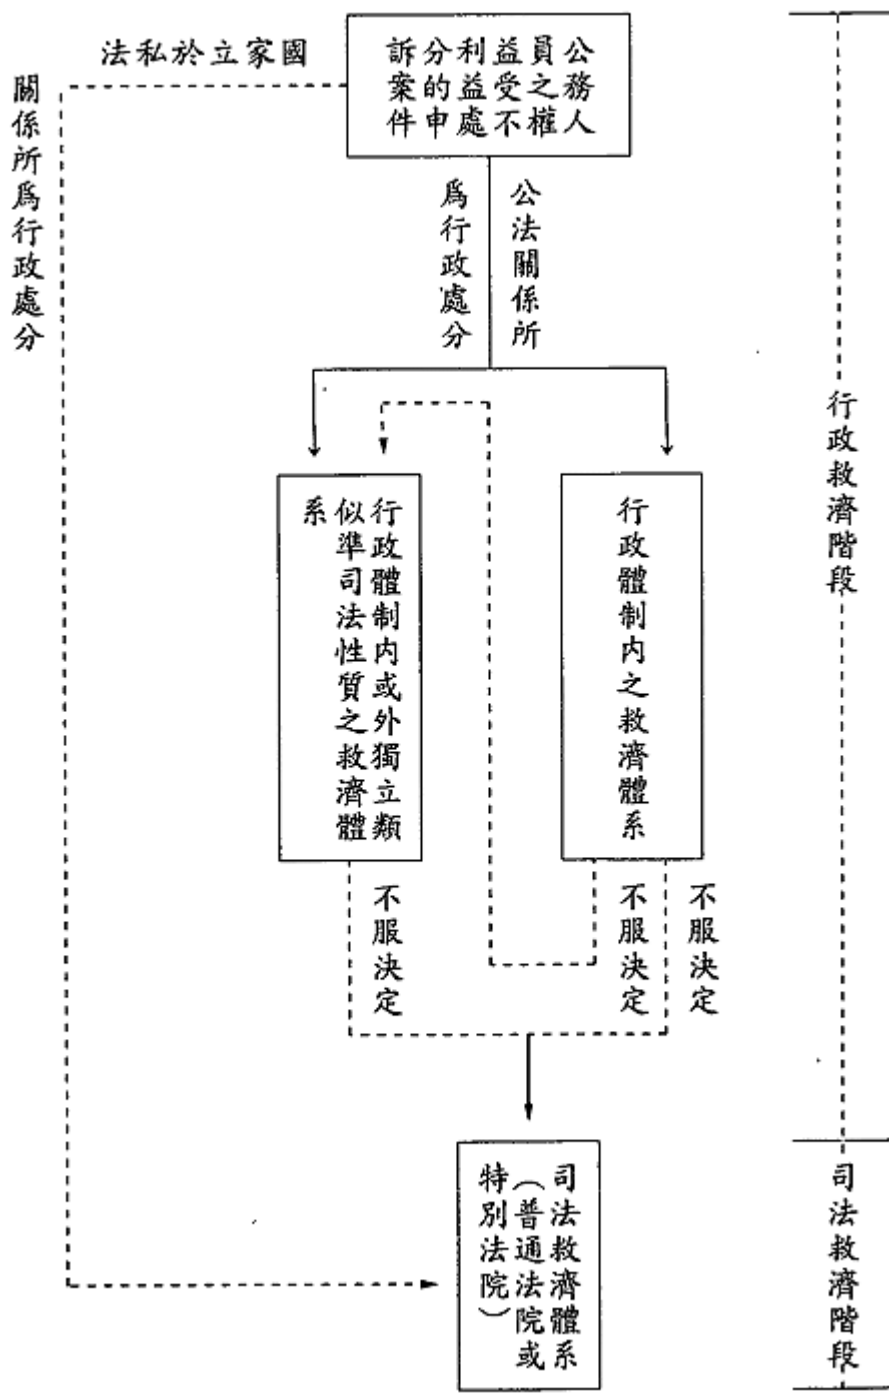 公務人
員之權
益受不
利益處
分的申
訴案件
國家立於私法
關係所爲行政處分
公法關係所
爲行政處分
行政體制內之救濟體系
行政體制內或外獨立類
似準司法性質之救濟體
系
不服決定
不服決定
不服決定
司法救濟體系
（普通法院或
特別法院）
行政救濟階段
司法救濟階段